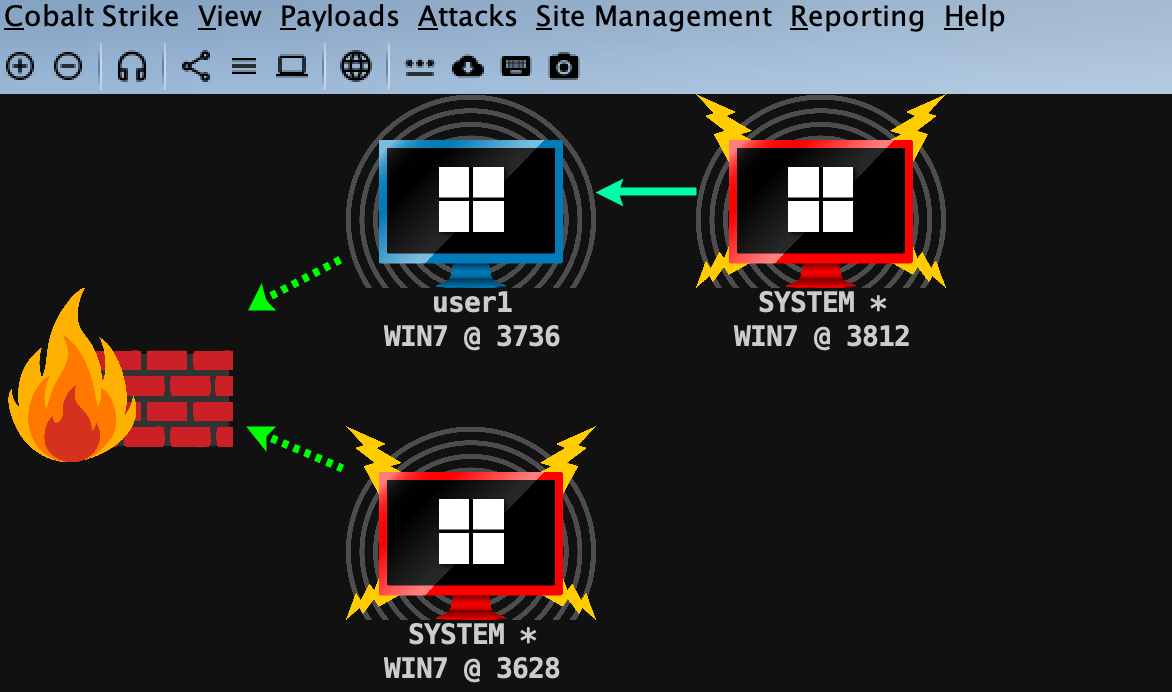 Cobalt Strike View Payloads Attacks Site Management Reporting Help
user1
WIN7 @ 3736
SYSTEM *
WIN7 @ 3812
SYSTEM *
WIN7 @ 3628